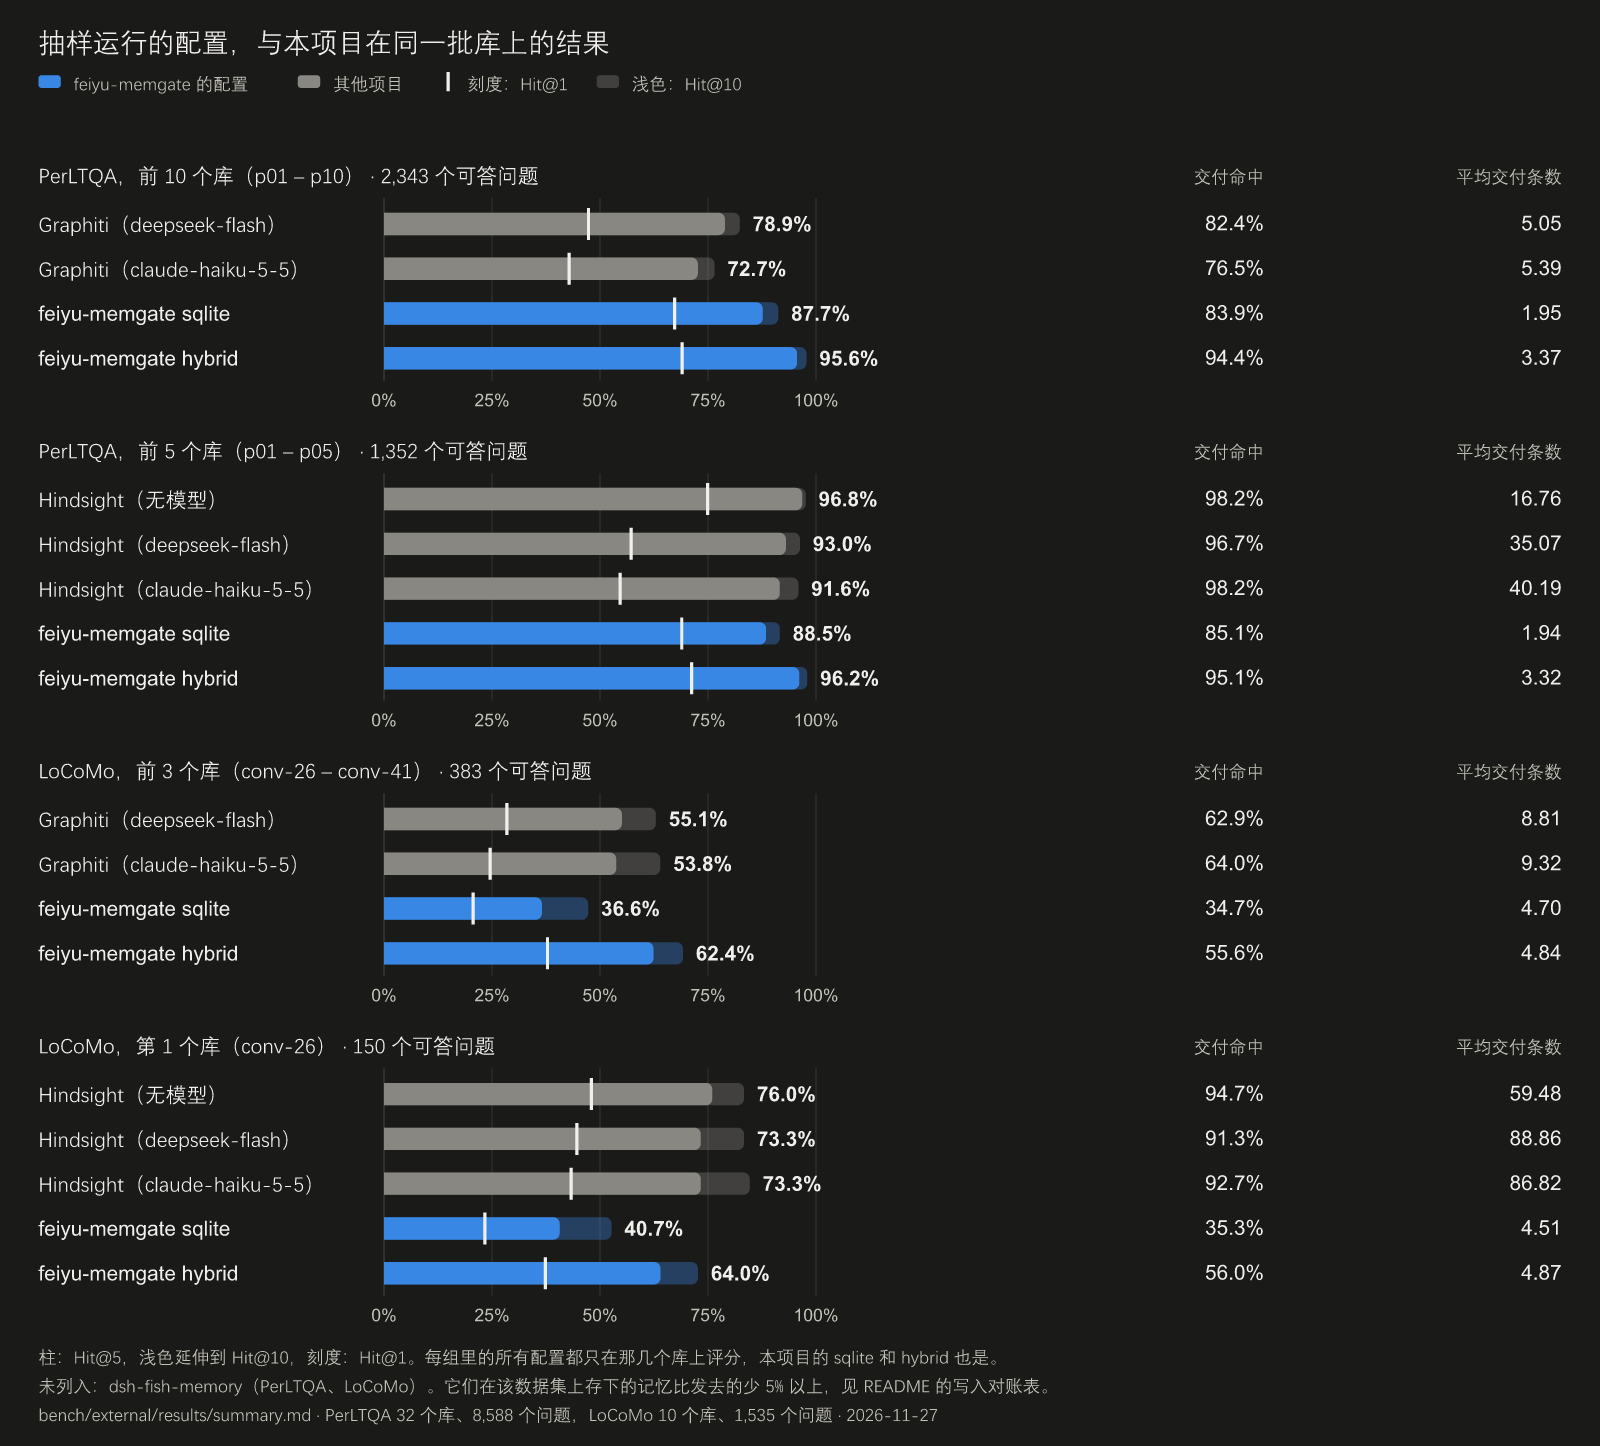 抽样运行的配置，与本项目在同一批库上的结果
feiyu-memgate 的配置 其他项目 刻度：Hit@1 浅色：Hit@10
PerLTQA，前 10 个库（p01 – p10） · 2,343 个可答问题 交付命中 平均交付条数
Graphiti（deepseek-flash） 78.9% 82.4% 5.05
Graphiti（claude-haiku-5-5） 72.7% 76.5% 5.39
feiyu-memgate sqlite 87.7% 83.9% 1.95
feiyu-memgate hybrid 95.6% 94.4% 3.37
0% 25% 50% 75% 100%
PerLTQA，前 5 个库（p01 – p05） · 1,352 个可答问题 交付命中 平均交付条数
Hindsight（无模型） 96.8% 98.2% 16.76
Hindsight（deepseek-flash） 93.0% 96.7% 35.07
Hindsight（claude-haiku-5-5） 91.6% 98.2% 40.19
feiyu-memgate sqlite 88.5% 85.1% 1.94
feiyu-memgate hybrid 96.2% 95.1% 3.32
0% 25% 50% 75% 100%
LoCoMo，前 3 个库（conv-26 – conv-41） · 383 个可答问题 交付命中 平均交付条数
Graphiti（deepseek-flash） 55.1% 62.9% 8.81
Graphiti（claude-haiku-5-5） 53.8% 64.0% 9.32
feiyu-memgate sqlite 36.6% 34.7% 4.70
feiyu-memgate hybrid 62.4% 55.6% 4.84
0% 25% 50% 75% 100%
LoCoMo，第 1 个库（conv-26） · 150 个可答问题 交付命中 平均交付条数
Hindsight（无模型） 76.0% 94.7% 59.48
Hindsight（deepseek-flash） 73.3% 91.3% 88.86
Hindsight（claude-haiku-5-5） 73.3% 92.7% 86.82
feiyu-memgate sqlite 40.7% 35.3% 4.51
feiyu-memgate hybrid 64.0% 56.0% 4.87
0% 25% 50% 75% 100%
柱：Hit@5，浅色延伸到 Hit@10，刻度：Hit@1。每组里的所有配置都只在那几个库上评分，本项目的 sqlite 和 hybrid 也是。
未列入：dsh-fish-memory（PerLTQA、LoCoMo）。它们在该数据集上存下的记忆比发去的少 5% 以上，见 README 的写入对账表。
bench/external/results/summary.md · PerLTQA 32 个库、8,588 个问题，LoCoMo 10 个库、1,535 个问题 · 2026-11-27